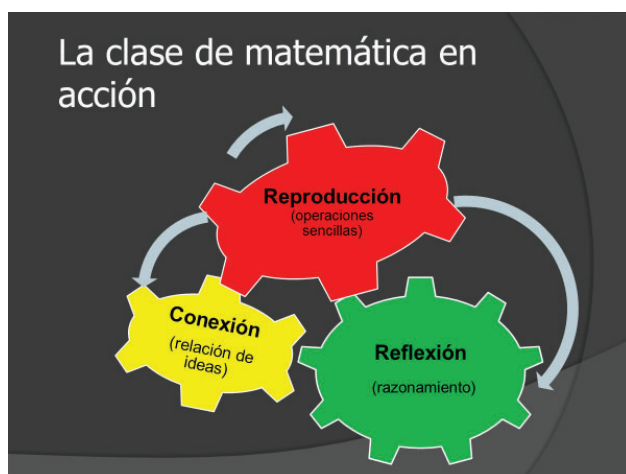 La clase de matemática en
acción
Reproducción
(operaciones
sencillas)
Conexión
(relación de
ideas)
Reflexión
(razonamiento)